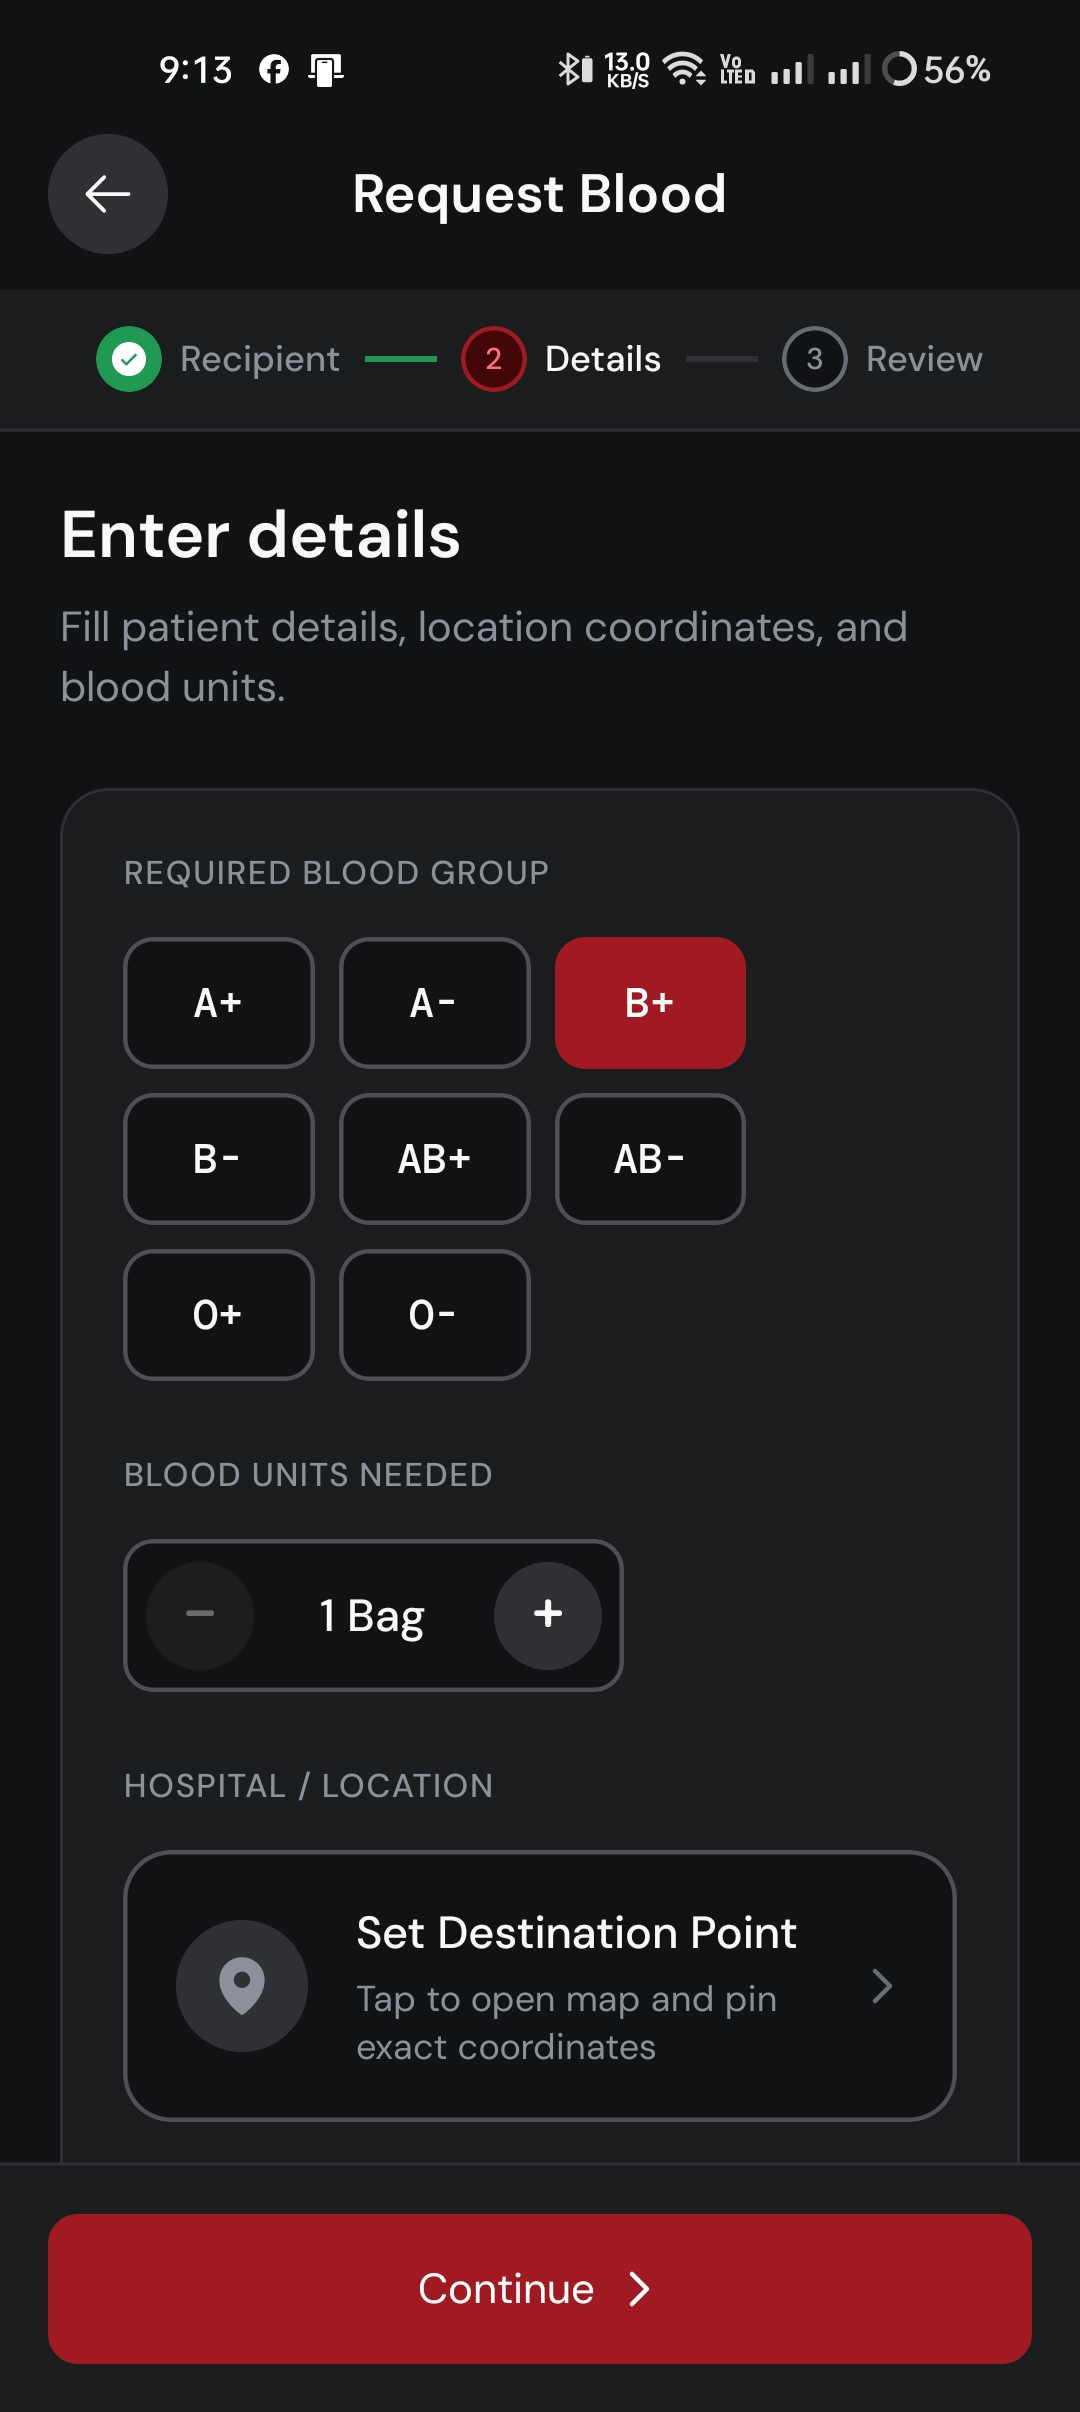 9:13 13.0 KB/S Vo LTED 56%
Request Blood
Recipient 2 Details 3 Review
Enter details
Fill patient details, location coordinates, and
blood units.
REQUIRED BLOOD GROUP
A+ A- B+
B- AB+ AB-
O+ O-
BLOOD UNITS NEEDED
− 1 Bag +
HOSPITAL / LOCATION
Set Destination Point
Tap to open map and pin
exact coordinates
Continue